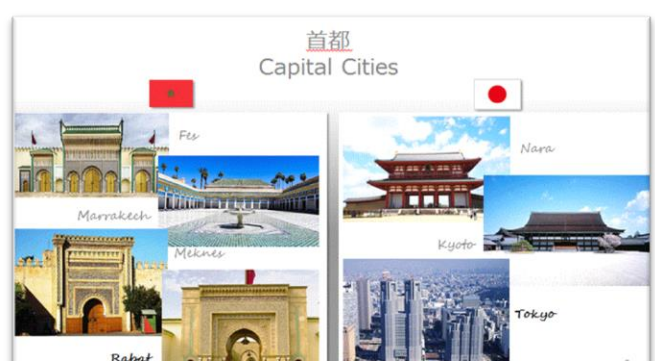 首都
Capital Cities
Fes
Marrakech
Meknes
Rabat
Nara
Kyoto
Tokyo